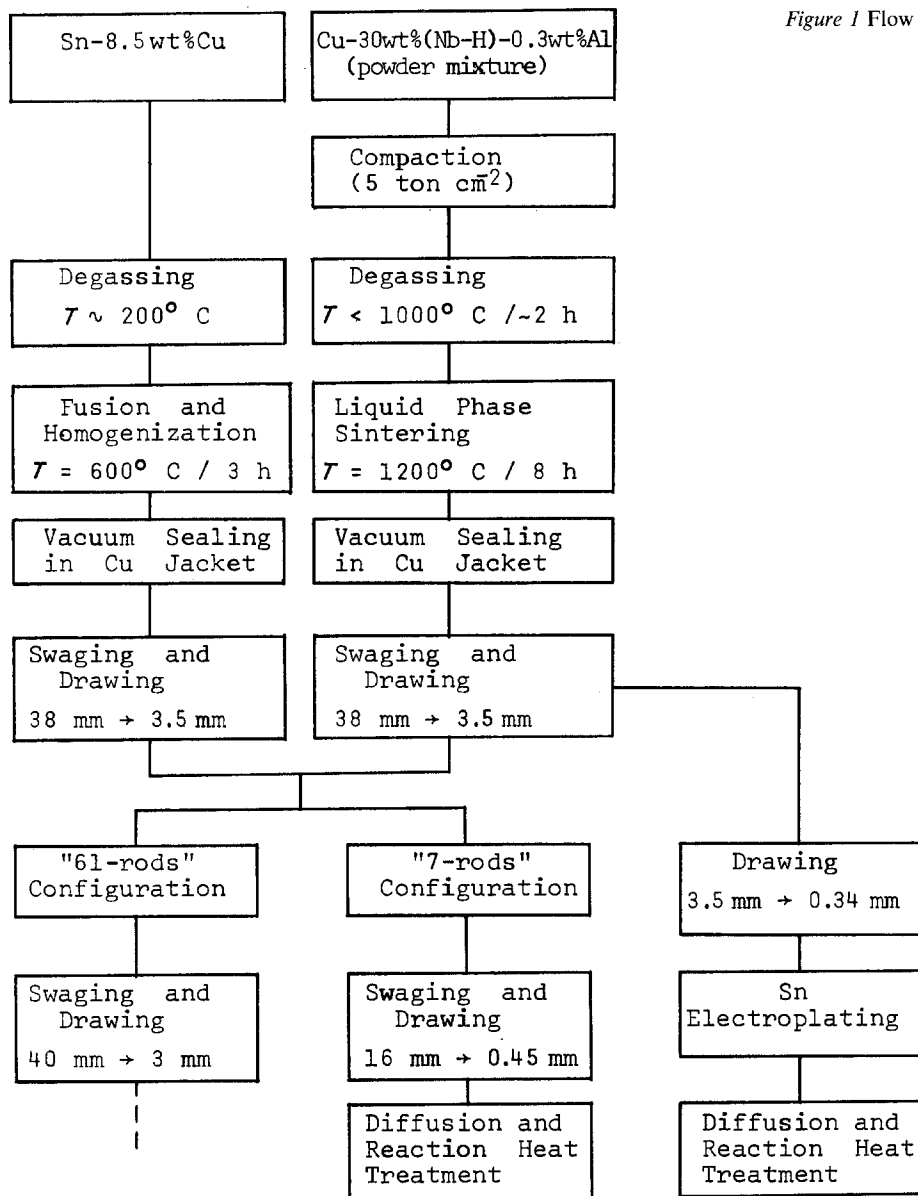 Figure 1 Flow
Sn-8.5wt%Cu
Cu-30wt%(Nb-H)-0.3wt%Al
(powder mixture)
Compaction
(5 ton cm̄²)
Degassing
T ~ 200° C
Degassing
T < 1000° C /~2 h
Fusion and
Homogenization
T = 600° C / 3 h
Liquid Phase
Sintering
T = 1200° C / 8 h
Vacuum Sealing
in Cu Jacket
Vacuum Sealing
in Cu Jacket
Swaging and
Drawing
38 mm → 3.5 mm
Swaging and
Drawing
38 mm → 3.5 mm
"61-rods"
Configuration
"7-rods"
Configuration
Drawing
3.5 mm → 0.34 mm
Swaging and
Drawing
40 mm → 3 mm
Swaging and
Drawing
16 mm → 0.45 mm
Sn
Electroplating
Diffusion and
Reaction Heat
Treatment
Diffusion and
Reaction Heat
Treatment